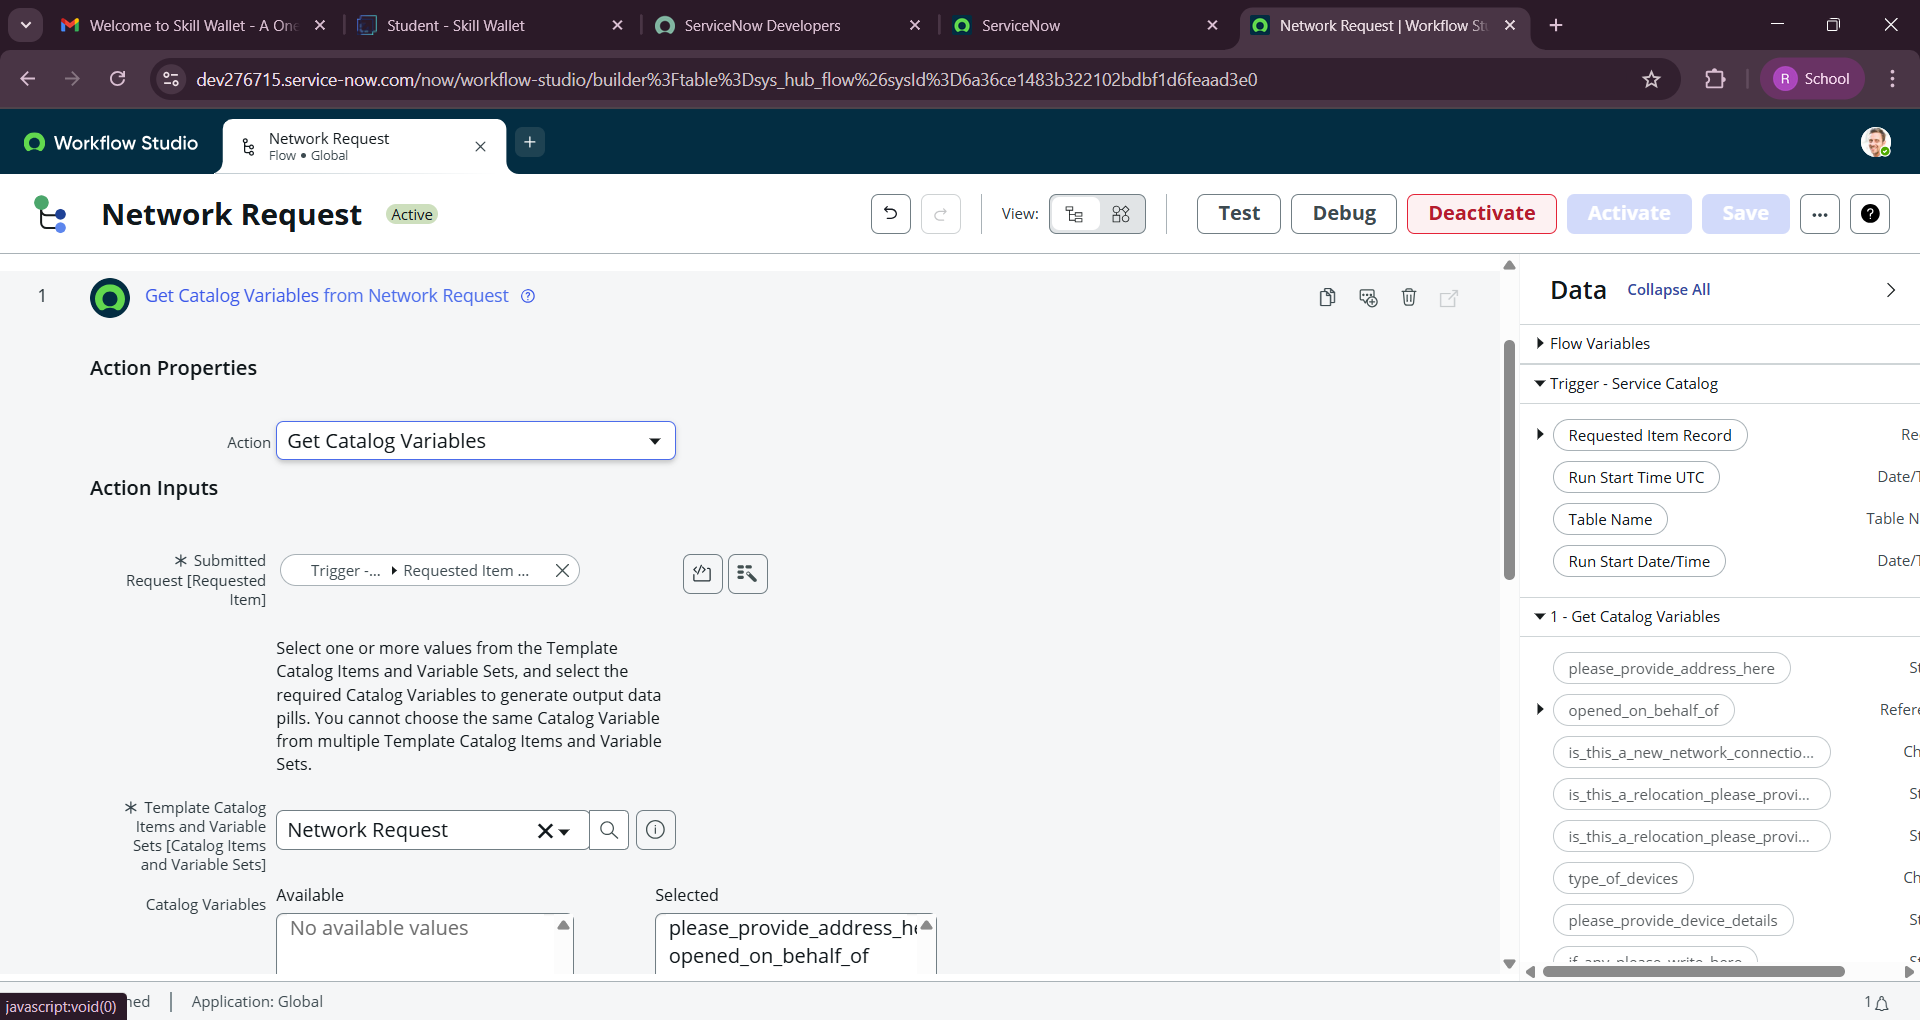 Welcome to Skill Wallet - A One
Student - Skill Wallet
ServiceNow Developers
ServiceNow
Network Request | Workflow St
dev276715.service-now.com/now/workflow-studio/builder%3Ftable%3Dsys_hub_flow%26sysId%3D6a36ce1483b322102bdbf1d6feaad3e0
R School
Workflow Studio
Network Request
Flow • Global
Network Request
Active
View:
Test
Debug
Deactivate
Activate
Save
1
Get Catalog Variables from Network Request
Action Properties
Action
Get Catalog Variables
Action Inputs
* Submitted
Request [Requested
Item]
Trigger -... ▸ Requested Item ...
Select one or more values from the Template
Catalog Items and Variable Sets, and select the
required Catalog Variables to generate output data
pills. You cannot choose the same Catalog Variable
from multiple Template Catalog Items and Variable
Sets.
* Template Catalog
Items and Variable
Sets [Catalog Items
and Variable Sets]
Network Request
Catalog Variables
Available
No available values
Selected
please_provide_address_he
opened_on_behalf_of
Data
Collapse All
Flow Variables
Trigger - Service Catalog
Requested Item Record Re
Run Start Time UTC Date/T
Table Name Table N
Run Start Date/Time Date/T
1 - Get Catalog Variables
please_provide_address_here St
opened_on_behalf_of Refere
is_this_a_new_network_connectio... Ch
is_this_a_relocation_please_provi... St
is_this_a_relocation_please_provi... St
type_of_devices Ch
please_provide_device_details St
if_any_please_write_here St
javascript:void(0)
ned
Application: Global
1